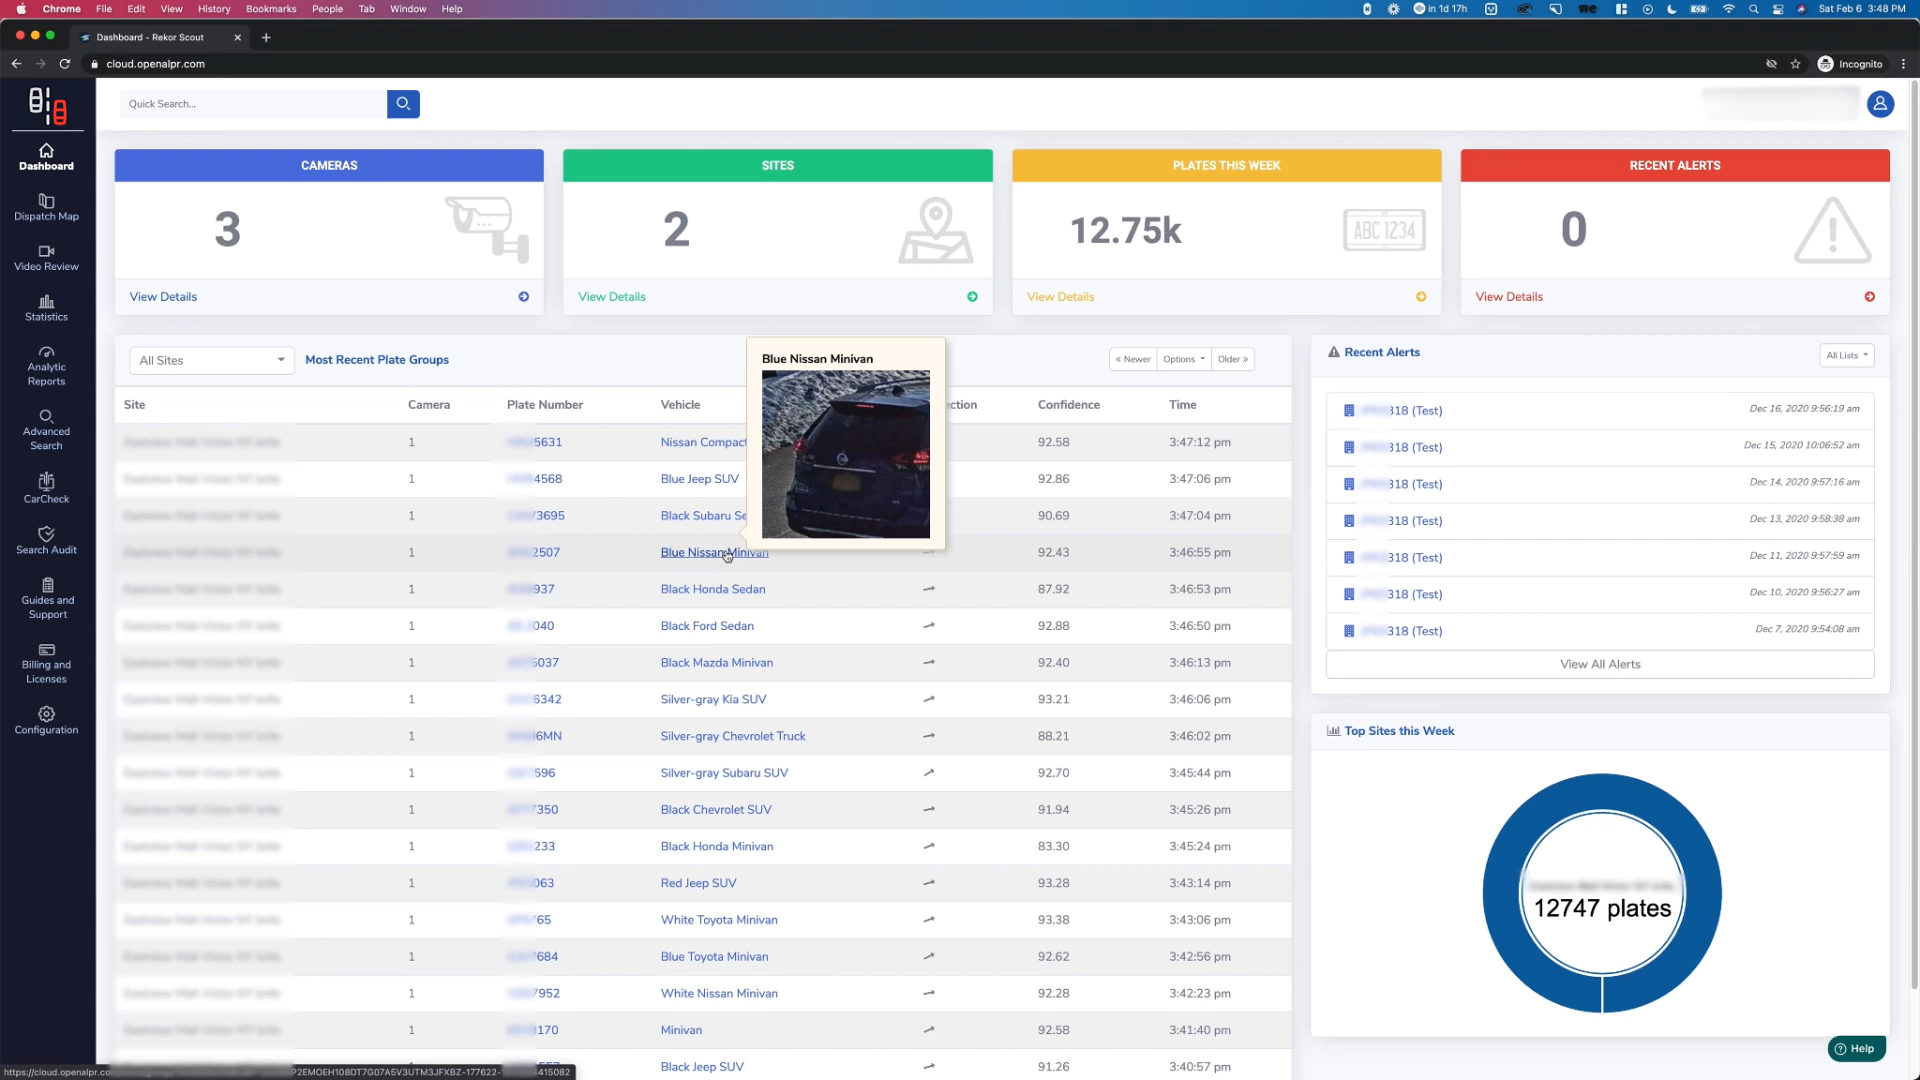 Chrome File Edit View History Bookmarks People Tab Window Help
in 1d 17h
Sat Feb 6 3:48 PM
Dashboard - Rekor Scout
cloud.openalpr.com
Incognito
Quick Search...
Dashboard
Dispatch Map
Video Review
Statistics
Analytic
Reports
Advanced
Search
CarCheck
Search Audit
Guides and
Support
Billing and
Licenses
Configuration
CAMERAS
3
View Details
SITES
2
View Details
PLATES THIS WEEK
12.75k
ABC 1234
View Details
RECENT ALERTS
0
View Details
All Sites
Most Recent Plate Groups
« Newer Options Older »
Blue Nissan Minivan
Site Camera Plate Number Vehicle ction Confidence Time
1 5631 Nissan Compact 92.58 3:47:12 pm
1 4568 Blue Jeep SUV 92.86 3:47:06 pm
1 3695 Black Subaru Se 90.69 3:47:04 pm
1 2507 Blue Nissan Minivan 92.43 3:46:55 pm
1 937 Black Honda Sedan 87.92 3:46:53 pm
1 040 Black Ford Sedan 92.88 3:46:50 pm
1 5037 Black Mazda Minivan 92.40 3:46:13 pm
1 6342 Silver-gray Kia SUV 93.21 3:46:06 pm
1 6MN Silver-gray Chevrolet Truck 88.21 3:46:02 pm
1 596 Silver-gray Subaru SUV 92.70 3:45:44 pm
1 7350 Black Chevrolet SUV 91.94 3:45:26 pm
1 233 Black Honda Minivan 83.30 3:45:24 pm
1 063 Red Jeep SUV 93.28 3:43:14 pm
1 65 White Toyota Minivan 93.38 3:43:06 pm
1 684 Blue Toyota Minivan 92.62 3:42:56 pm
1 7952 White Nissan Minivan 92.28 3:42:23 pm
1 170 Minivan 92.58 3:41:40 pm
1 Black Jeep SUV 91.26 3:40:57 pm
Recent Alerts
All Lists
318 (Test) Dec 16, 2020 9:56:19 am
318 (Test) Dec 15, 2020 10:06:52 am
318 (Test) Dec 14, 2020 9:57:16 am
318 (Test) Dec 13, 2020 9:58:38 am
318 (Test) Dec 11, 2020 9:57:59 am
318 (Test) Dec 10, 2020 9:56:27 am
318 (Test) Dec 7, 2020 9:54:08 am
View All Alerts
Top Sites this Week
12747 plates
Help